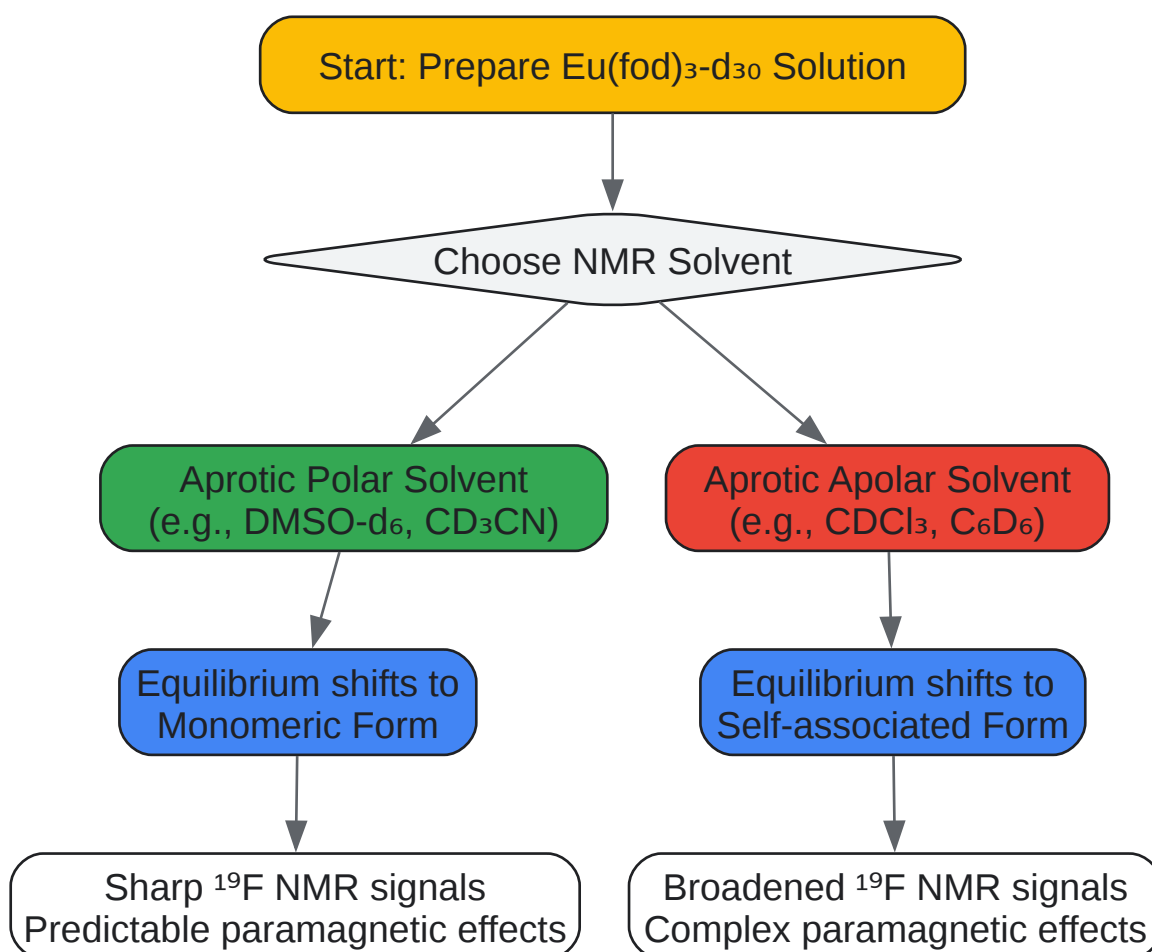 Start: Prepare Eu(fod)₃-d₃₀ Solution
Choose NMR Solvent
Aprotic Polar Solvent
(e.g., DMSO-d₆, CD₃CN)
Aprotic Apolar Solvent
(e.g., CDCl₃, C₆D₆)
Equilibrium shifts to
Monomeric Form
Equilibrium shifts to
Self-associated Form
Sharp ¹⁹F NMR signals
Predictable paramagnetic effects
Broadened ¹⁹F NMR signals
Complex paramagnetic effects